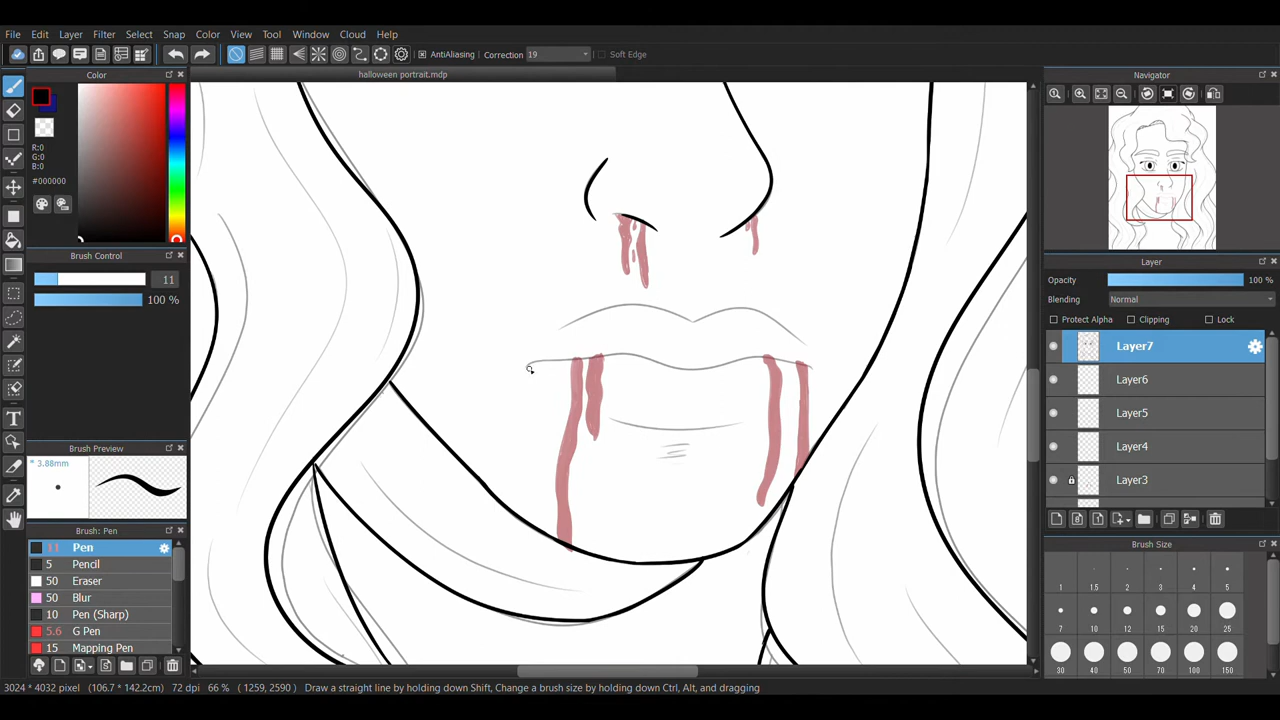 File Edit Layer Filter Select Snap Color View Tool Window Cloud Help
AntiAliasing Correction 19 Soft Edge
Color
halloween portrait.mdp
Navigator
R:0
G:0
B:0
#000000
Brush Control
11
100 %
Layer
Opacity 100 %
Blending Normal
Protect Alpha Clipping Lock
Layer7
Layer6
Layer5
Layer4
Layer3
Brush Preview
* 3.88mm
Brush: Pen
11 Pen
5 Pencil
50 Eraser
50 Blur
10 Pen (Sharp)
5.6 G Pen
15 Mapping Pen
Brush Size
1 1.5 2 3 4 5
7 10 12 15 20 25
30 40 50 70 100 150
3024 * 4032 pixel (106.7 * 142.2cm) 72 dpi 66 % ( 1259, 2590 ) Draw a straight line by holding down Shift, Change a brush size by holding down Ctrl, Alt, and dragging